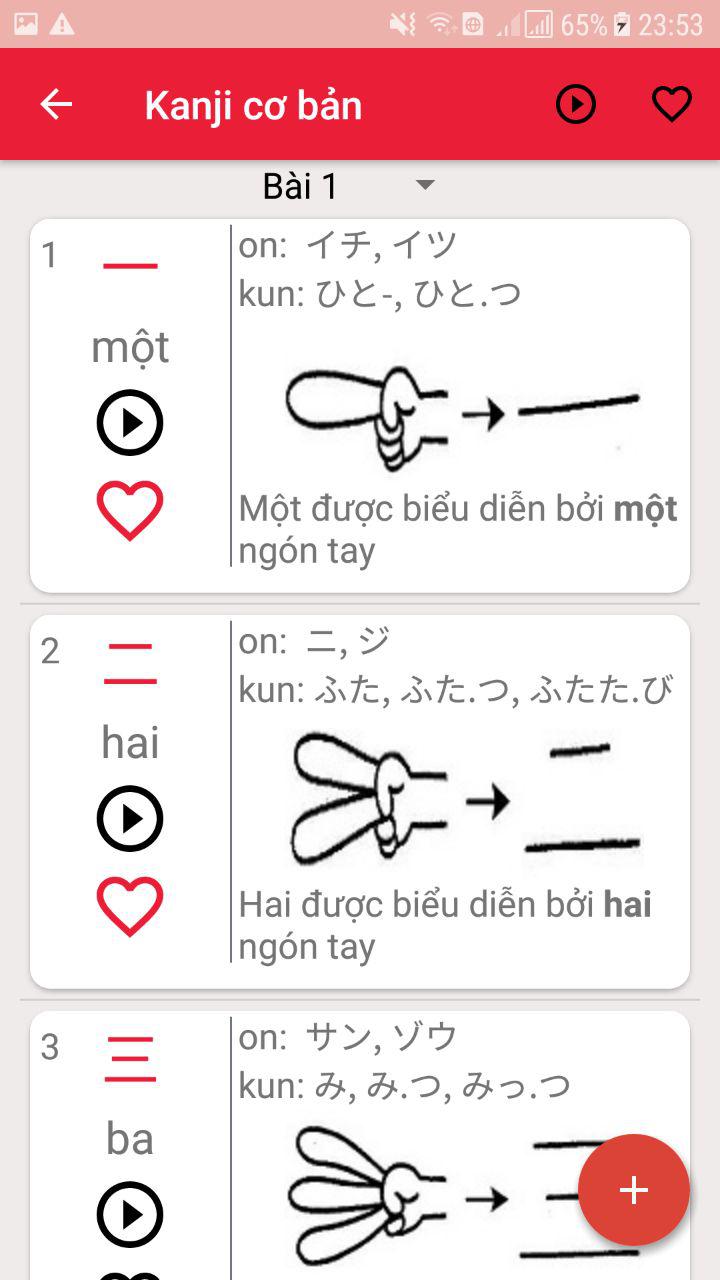 65% 23:53
Kanji cơ bản
Bài 1
1
一
một
on: イチ, イツ
kun: ひと-, ひと.つ
Một được biểu diễn bởi một
ngón tay
2
二
hai
on: ニ, ジ
kun: ふた, ふた.つ, ふたた.び
Hai được biểu diễn bởi hai
ngón tay
3
三
ba
on: サン, ゾウ
kun: み, み.つ, みっ.つ